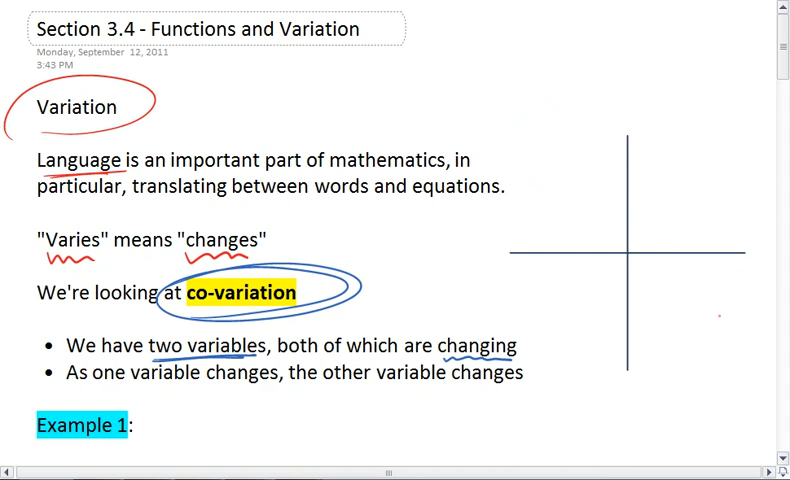 Section 3.4 - Functions and Variation
Monday, September 12, 2011
3:43 PM
Variation
Language is an important part of mathematics, in
particular, translating between words and equations.
"Varies" means "changes"
We're looking at co-variation
• We have two variables, both of which are changing
• As one variable changes, the other variable changes
Example 1: